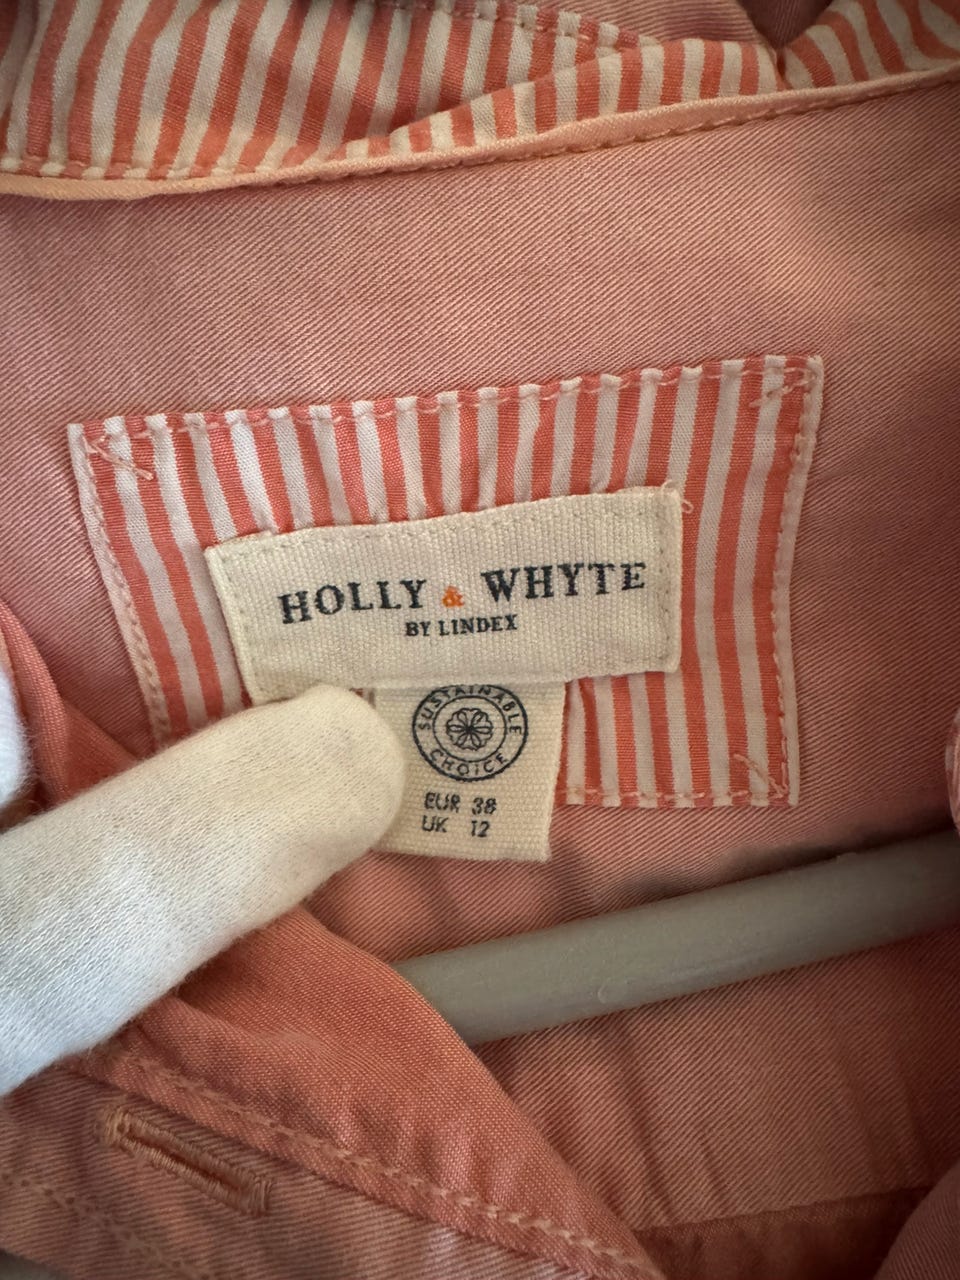 HOLLY & WHYTE
BY LINDEX
SUSTAINABLE
CHOICE
EUR 38
UK 12